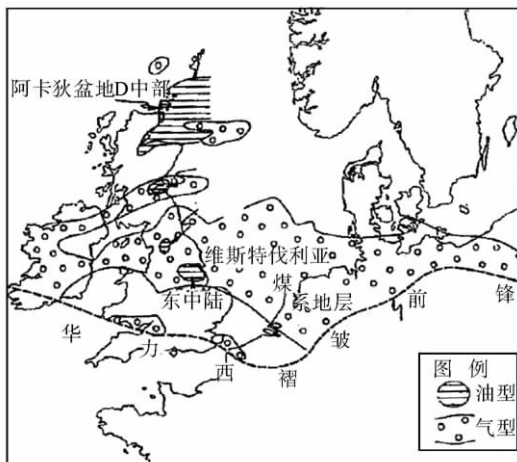 阿卡狄盆地D中部
维斯特伐利亚
煤
系地层
东中陆
华力西褶皱前锋
图 例
油型
气型